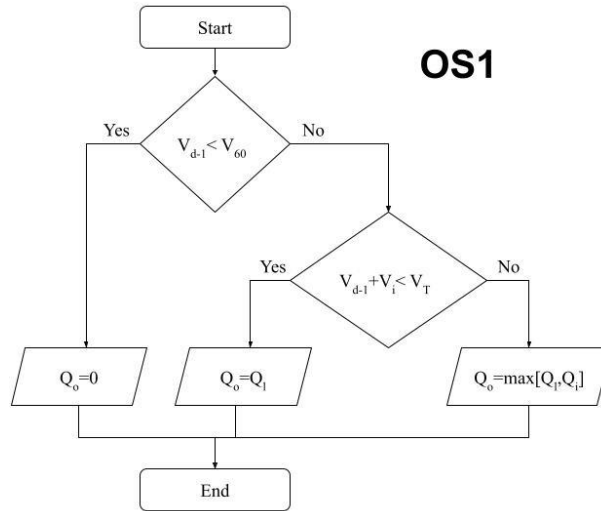 Start
OS1
Yes
No
V_{d-1}< V_{60}
Yes
No
V_{d-1}+V_i< V_T
Q_o=0
Q_o=Q_l
Q_o=max[Q_l,Q_i]
End